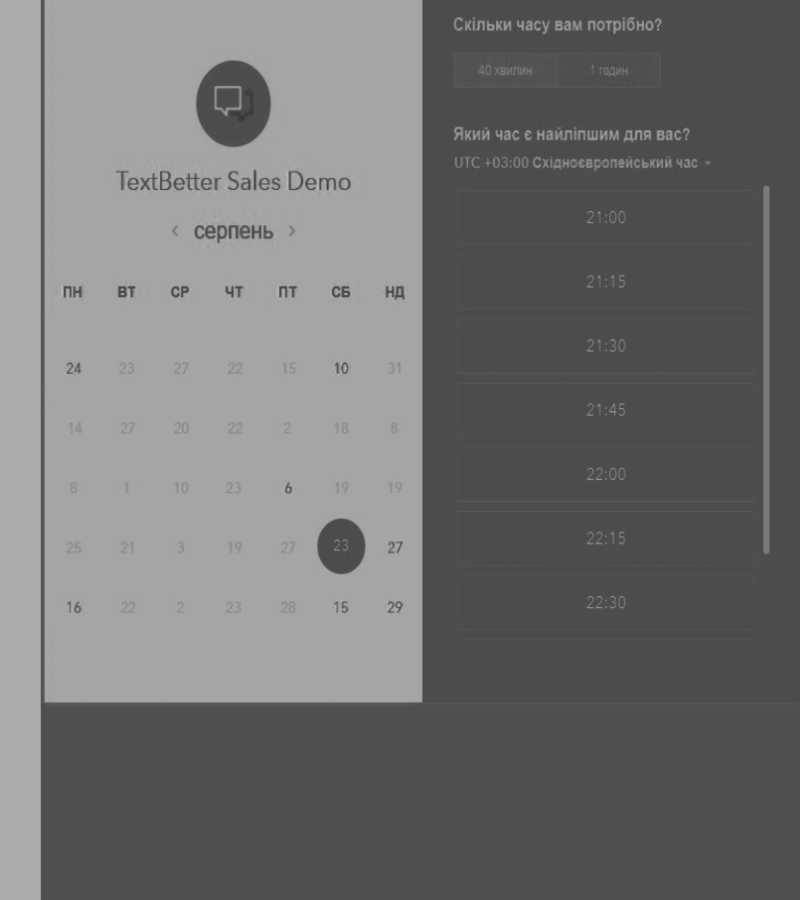 TextBetter Sales Demo
‹ серпень ›
ПН ВТ СР ЧТ ПТ СБ НД
24 23 27 22 15 10 31
14 27 20 22 2 18 8
8 1 10 23 6 19 19
25 21 3 19 27 23 27
16 22 2 23 28 15 29
Скільки часу вам потрібно?
40 хвилин 1 годин
Який час є найліпшим для вас?
UTC +03:00 Східноєвропейський час
21:00
21:15
21:30
21:45
22:00
22:15
22:30